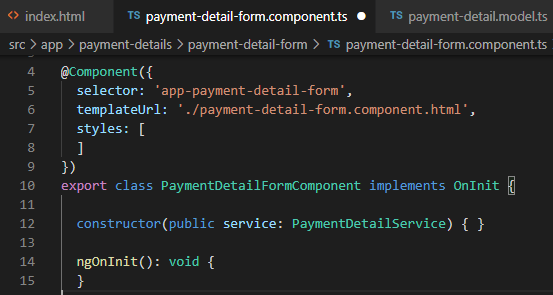 index.html
TS payment-detail-form.component.ts
TS payment-detail.model.ts
src > app > payment-details > payment-detail-form > TS payment-detail-form.component.ts
4 @Component({
5 selector: 'app-payment-detail-form',
6 templateUrl: './payment-detail-form.component.html',
7 styles: [
8 ]
9 })
10 export class PaymentDetailFormComponent implements OnInit {
11
12 constructor(public service: PaymentDetailService) { }
13
14 ngOnInit(): void {
15 }